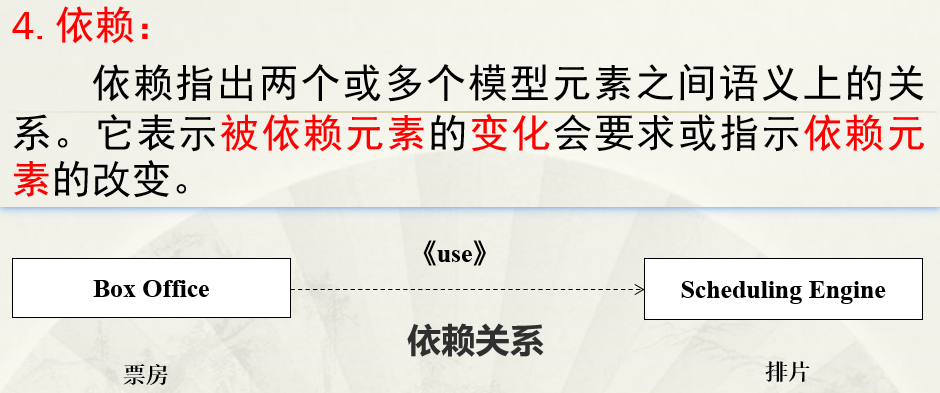 4. 依赖：
依赖指出两个或多个模型元素之间语义上的关
系。它表示被依赖元素的变化会要求或指示依赖元
素的改变。
《use》
Box Office
Scheduling Engine
依赖关系
票房
排片